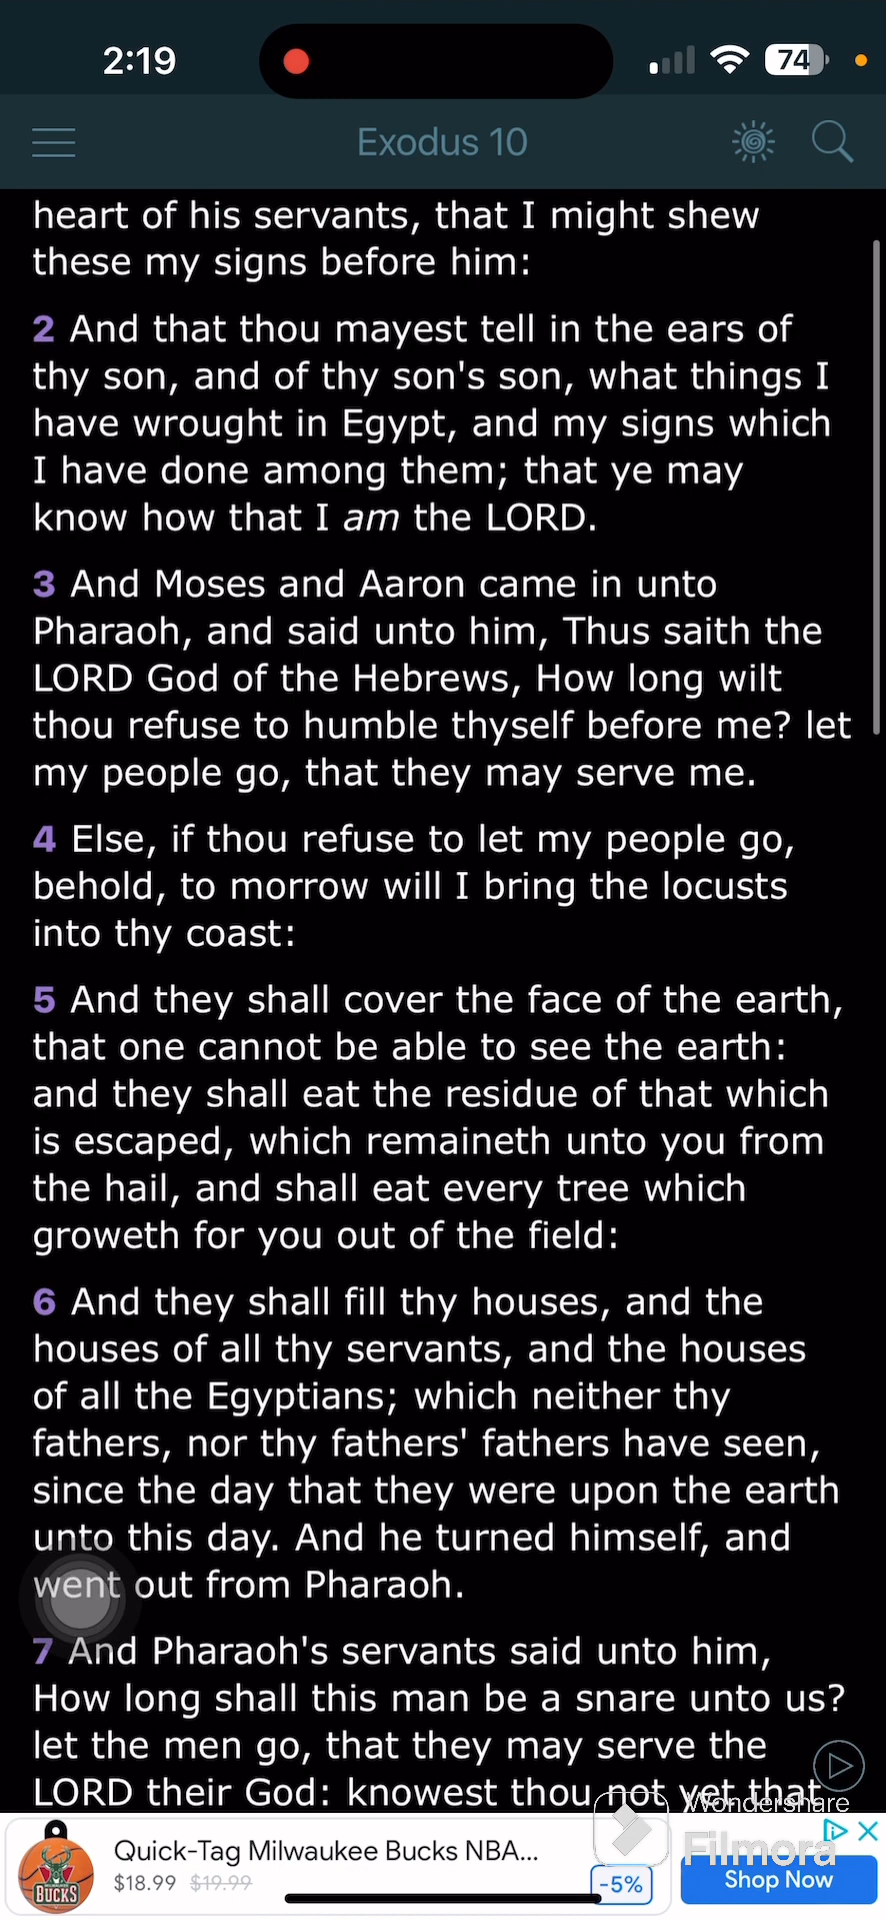 2:19
74
Exodus 10
heart of his servants, that I might shew
these my signs before him:
2 And that thou mayest tell in the ears of
thy son, and of thy son's son, what things I
have wrought in Egypt, and my signs which
I have done among them; that ye may
know how that I am the LORD.
3 And Moses and Aaron came in unto
Pharaoh, and said unto him, Thus saith the
LORD God of the Hebrews, How long wilt
thou refuse to humble thyself before me? let
my people go, that they may serve me.
4 Else, if thou refuse to let my people go,
behold, to morrow will I bring the locusts
into thy coast:
5 And they shall cover the face of the earth,
that one cannot be able to see the earth:
and they shall eat the residue of that which
is escaped, which remaineth unto you from
the hail, and shall eat every tree which
groweth for you out of the field:
6 And they shall fill thy houses, and the
houses of all thy servants, and the houses
of all the Egyptians; which neither thy
fathers, nor thy fathers' fathers have seen,
since the day that they were upon the earth
unto this day. And he turned himself, and
went out from Pharaoh.
7 And Pharaoh's servants said unto him,
How long shall this man be a snare unto us?
let the men go, that they may serve the
LORD their God: knowest thou not yet that
Wondershare
Filmora
Quick-Tag Milwaukee Bucks NBA...
$18.99 $19.99
-5%
Shop Now
BUCKS